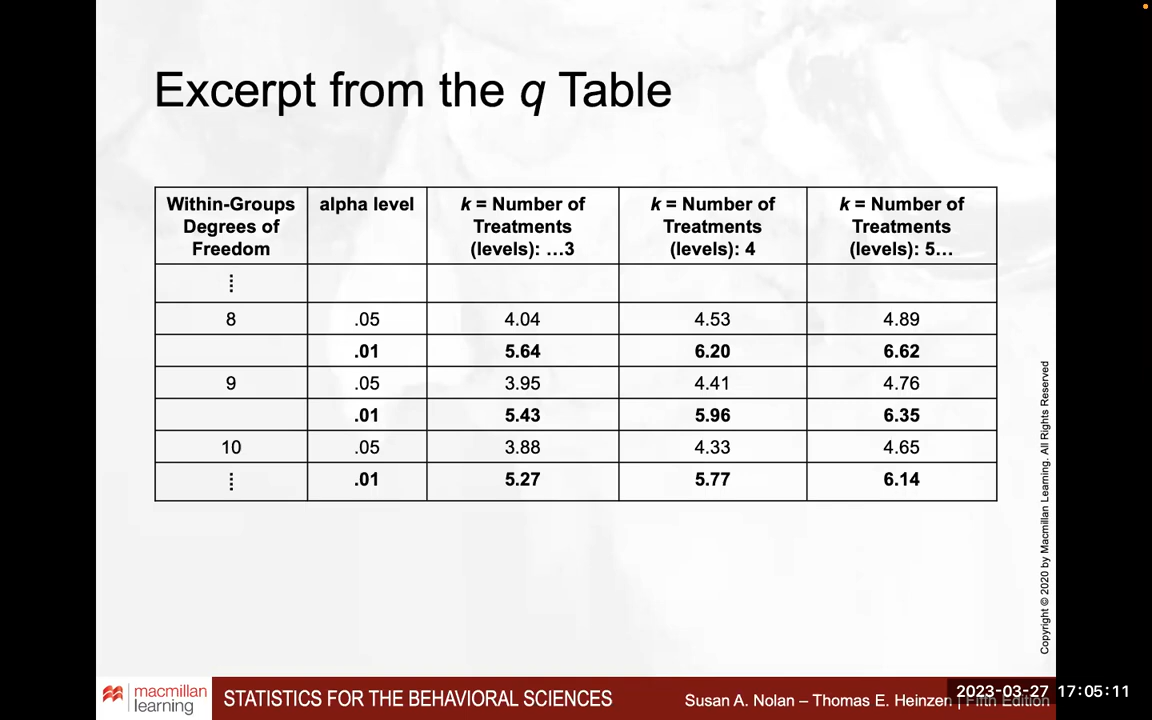 Excerpt from the q Table
Within-Groups Degrees of Freedom alpha level k = Number of Treatments (levels): ...3 k = Number of Treatments (levels): 4 k = Number of Treatments (levels): 5...
8 .05 4.04 4.53 4.89
.01 5.64 6.20 6.62
9 .05 3.95 4.41 4.76
.01 5.43 5.96 6.35
10 .05 3.88 4.33 4.65
.01 5.27 5.77 6.14
Copyright © 2020 by Macmillan Learning. All Rights Reserved
macmillan learning
STATISTICS FOR THE BEHAVIORAL SCIENCES
Susan A. Nolan – Thomas E. Heinzen | Fifth Edition
2023-03-27 17:05:11